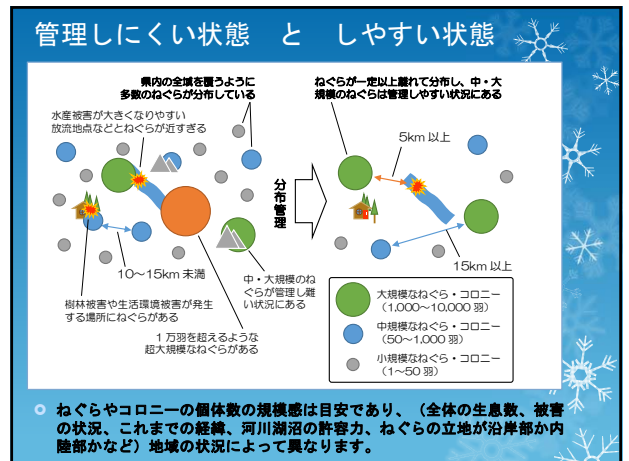 管理しにくい状態　と　しやすい状態
県内の全域を覆うように
多数のねぐらが分布している
ねぐらが一定以上離れて分布し、中・大
規模のねぐらは管理しやすい状況にある
水産被害が大きくなりやすい
放流地点などとねぐらが近すぎる
5km 以上
分布管理
10～15km 未満
15km 以上
中・大規模のね
ぐらが管理し難
い状況にある
樹林被害や生活環境被害が発生
する場所にねぐらがある
１万羽を超えるような
超大規模なねぐらがある
大規模なねぐら・コロニー
（1,000～10,000 羽）
中規模なねぐら・コロニー
（50～1,000 羽）
小規模なねぐら・コロニー
（1～50 羽）
ねぐらやコロニーの個体数の規模感は目安であり、（全体の生息数、被害
の状況、これまでの経緯、河川湖沼の許容力、ねぐらの立地が沿岸部か内
陸部かなど）地域の状況によって異なります。